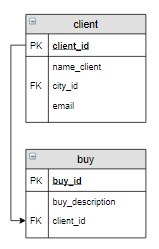 client
PK client_id
name_client
FK city_id
email
buy
PK buy_id
buy_description
FK client_id